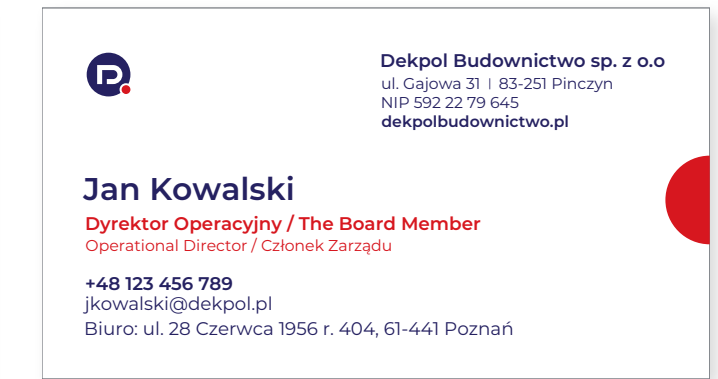 Dekpol Budownictwo sp. z o.o
ul. Gajowa 31 | 83-251 Pinczyn
NIP 592 22 79 645
dekpolbudownictwo.pl
Jan Kowalski
Dyrektor Operacyjny / The Board Member
Operational Director / Członek Zarządu
+48 123 456 789
jkowalski@dekpol.pl
Biuro: ul. 28 Czerwca 1956 r. 404, 61-441 Poznań